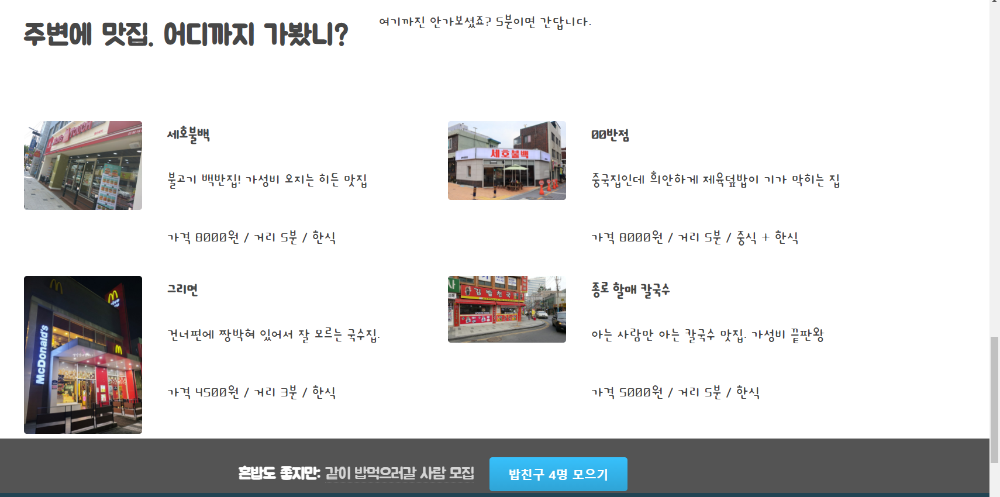 주변에 맛집. 어디까지 가봤니?
여기까진 안가보셨죠? 5분이면 간답니다.
MOM'S TOUCH
세호불백
불고기 백반집! 가성비 오지는 히든 맛집
가격 8000원 / 거리 5분 / 한식
세호불백
00반점
중국집인데 희안하게 제육덮밥이 기가 막히는 집
가격 8000원 / 거리 5분 / 중식 + 한식
McDonald's
그리면
건너편에 짱박혀 있어서 잘 모르는 국수집.
가격 4500원 / 거리 3분 / 한식
김밥천국
종로 할매 칼국수
아는 사람만 아는 칼국수 맛집. 가성비 끝판왕
가격 5000원 / 거리 5분 / 한식
혼밥도 좋지만: 같이 밥먹으러갈 사람 모집
밥친구 4명 모으기